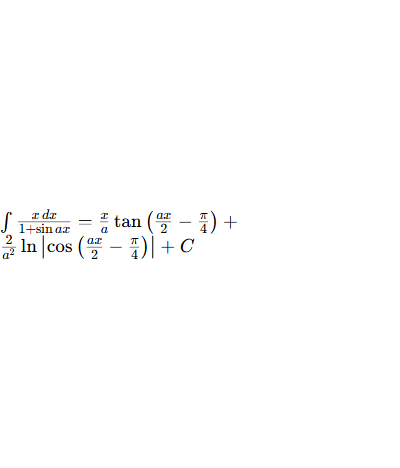 ∫ x dx / 1+sin ax = x/a tan (ax/2 − π/4) +
2/a² ln |cos (ax/2 − π/4)| + C